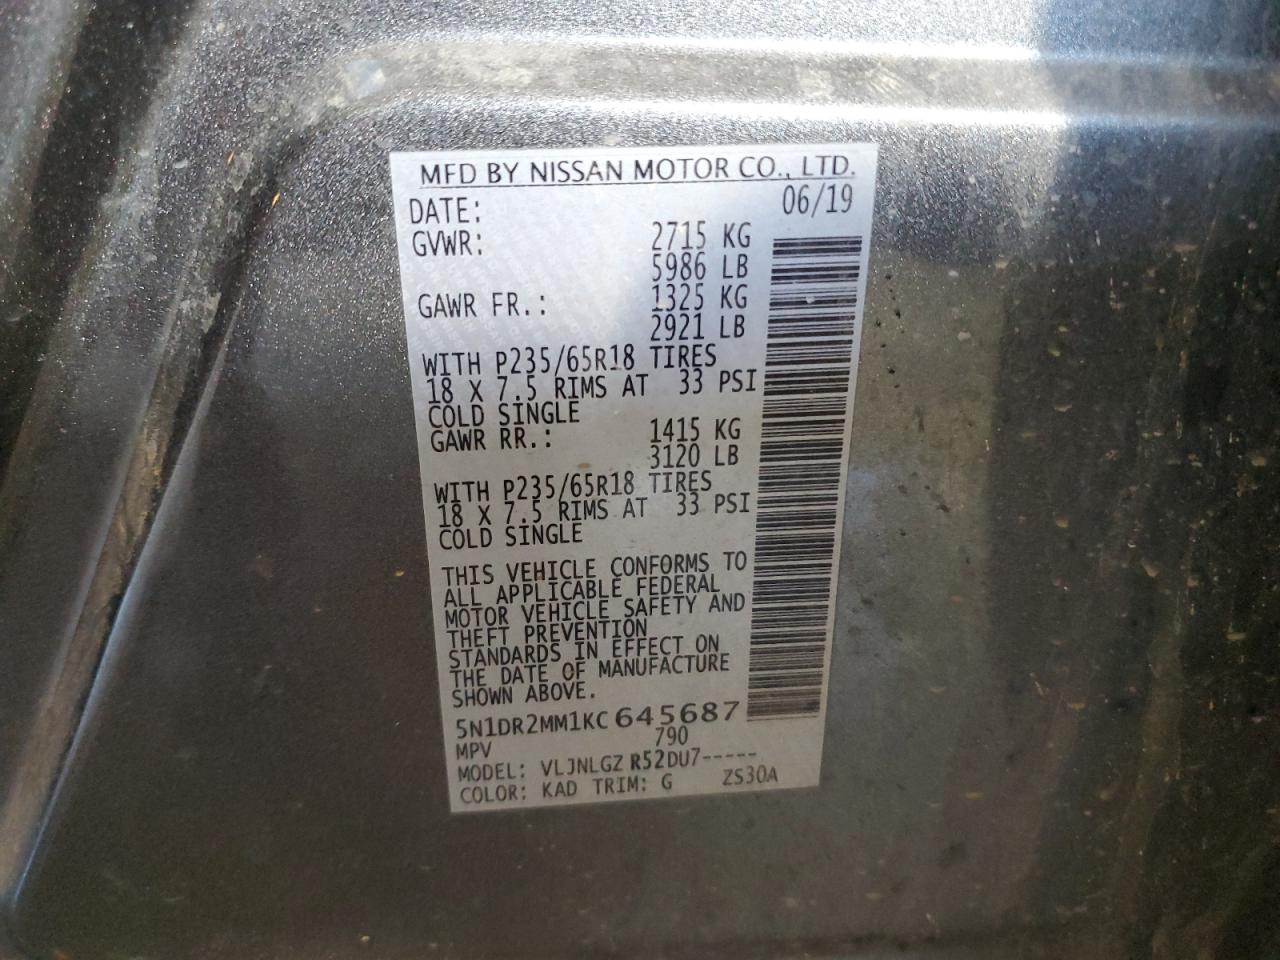 MFD BY NISSAN MOTOR CO., LTD.
DATE: 06/19
GVWR: 2715 KG
5986 LB
GAWR FR.: 1325 KG
2921 LB
WITH P235/65R18 TIRES
18 X 7.5 RIMS AT 33 PSI
COLD SINGLE
GAWR RR.: 1415 KG
3120 LB
WITH P235/65R18 TIRES
18 X 7.5 RIMS AT 33 PSI
COLD SINGLE
THIS VEHICLE CONFORMS TO
ALL APPLICABLE FEDERAL
MOTOR VEHICLE SAFETY AND
THEFT PREVENTION
STANDARDS IN EFFECT ON
THE DATE OF MANUFACTURE
SHOWN ABOVE.
5N1DR2MM1KC645687
MPV 790
MODEL: VLJNLGZ R52DU7-----
COLOR: KAD TRIM: G ZS30A